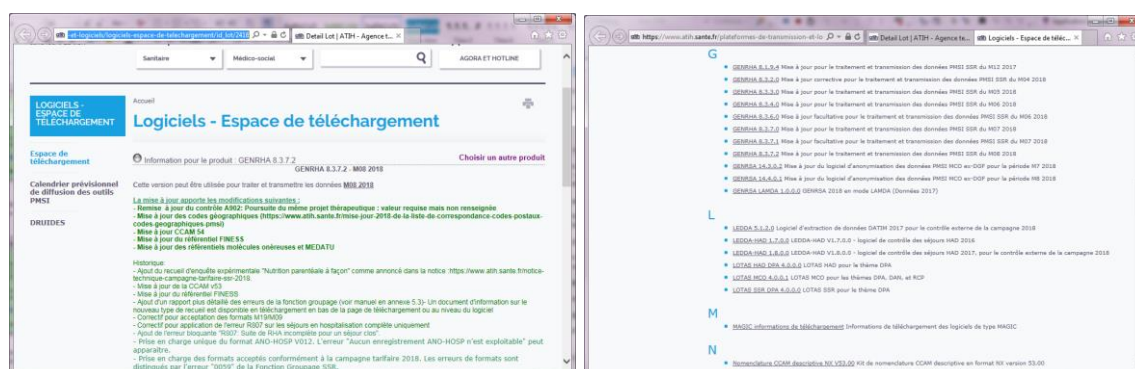 -et-logiciels/logiciels-espace-de-telechargement/id_lot/2418
Detail Lot | ATIH - Agence t...
Sanitaire
Médico-social
AGORA ET HOTLINE
LOGICIELS -
ESPACE DE
TÉLÉCHARGEMENT
Accueil
Logiciels - Espace de téléchargement
Espace de
téléchargement
Calendrier prévisionnel
de diffusion des outils
PMSI
DRUIDES
Information pour le produit : GENRHA 8.3.7.2
Choisir un autre produit
GENRHA 8.3.7.2 - M08 2018
Cette version peut être utilisée pour traiter et transmettre les données M08 2018
La mise à jour apporte les modifications suivantes :
- Remise à jour du contrôle A902: Poursuite du même projet thérapeutique : valeur requise mais non renseignée
- Mise à jour des codes géographiques (https://www.atih.sante.fr/mise-jour-2018-de-la-liste-de-correspondance-codes-postaux-
codes-geographiques-pmsi)
- Mise à jour CCAM 54
- Mise à jour du référentiel FINESS
- Mise à jour des référentiels molécules onéreuses et MEDATU
Historique:
- Ajout du recueil d'enquête expérimentale "Nutrition parentéale à façon" comme annoncé dans la notice :https://www.atih.sante.fr/notice-
technique-campagne-tarifaire-ssr-2018.
- Mise à jour de la CCAM v53
- Mise à jour du référentiel FINESS
- Ajout d'un rapport plus détaillé des erreurs de la fonction groupage (voir manuel en annexe 5.3)- Un document d'information sur le
nouveau type de recueil est disponible en téléchargement en bas de la page de téléchargement ou au niveau du logiciel
- Correctif pour acceptation des formats M19/M09
- Correctif pour application de l'erreur R807 sur les séjours en hospitalisation complète uniquement
- Ajout de l'erreur bloquante "R807: Suite de RHA incomplète pour un séjour clos".
- Prise en charge unique du format ANO-HOSP V012. L'erreur "Aucun enregistrement ANO-HOSP n'est exploitable" peut
apparaître.
- Prise en charge des formats acceptés conformément à la campagne tarifaire 2018. Les erreurs de formats sont
distingués par l'erreur "0059" de la Fonction Groupage SSR.
https://www.atih.sante.fr/plateformes-de-transmission-et-lo
Detail Lot | ATIH - Agence te...
Logiciels - Espace de téléc...
G
GENRHA 8.1.9.4 Mise à jour pour le traitement et transmission des données PMSI SSR du M12 2017
GENRHA 8.3.2.0 Mise à jour corrective pour le traitement et transmission des données PMSI SSR du M04 2018
GENRHA 8.3.3.0 Mise à jour pour le traitement et transmission des données PMSI SSR du M05 2018
GENRHA 8.3.4.0 Mise à jour pour le traitement et transmission des données PMSI SSR du M06 2018
GENRHA 8.3.6.0 Mise à jour facultative pour le traitement et transmission des données PMSI SSR du M06 2018
GENRHA 8.3.7.0 Mise à jour pour le traitement et transmission des données PMSI SSR du M07 2018
GENRHA 8.3.7.1 Mise à jour facultative pour le traitement et transmission des données PMSI SSR du M07 2018
GENRHA 8.3.7.2 Mise à jour pour le traitement et transmission des données PMSI SSR du M08 2018
GENRSA 14.3.0.2 Mise à jour du logiciel d'anonymisation des données PMSI MCO ex-DGF pour la période M7 2018
GENRSA 14.4.0.1 Mise à jour du logiciel d'anonymisation des données PMSI MCO ex-DGF pour la période M8 2018
GENRSA LAMDA 1.0.0.0 GENRSA 2018 en mode LAMDA (Données 2017)
L
LEDDA 5.1.2.0 Logiciel d'extraction de données DATIM 2017 pour le contrôle externe de la campagne 2018
LEDDA-HAD 1.7.0.0 LEDDA-HAD V1.7.0.0 - logiciel de contrôle des séjours HAD 2016
LEDDA-HAD 1.8.0.0 LEDDA-HAD V1.8.0.0 - logiciel de contrôle des séjours HAD 2017, pour le contrôle externe de la campagne 2018
LOTAS HAD DPA 4.0.0.0 LOTAS HAD pour le thème DPA
LOTAS MCO 4.0.0.1 LOTAS MCO pour les thèmes DPA, DAN, et RCP
LOTAS SSR DPA 4.0.0.0 LOTAS SSR pour le thème DPA
M
MAGIC informations de téléchargement Informations de téléchargement des logiciels de type MAGIC
N
Nomenclature CCAM descriptive NX V53.00 Kit de nomenclature CCAM descriptive en format NX version 53.00